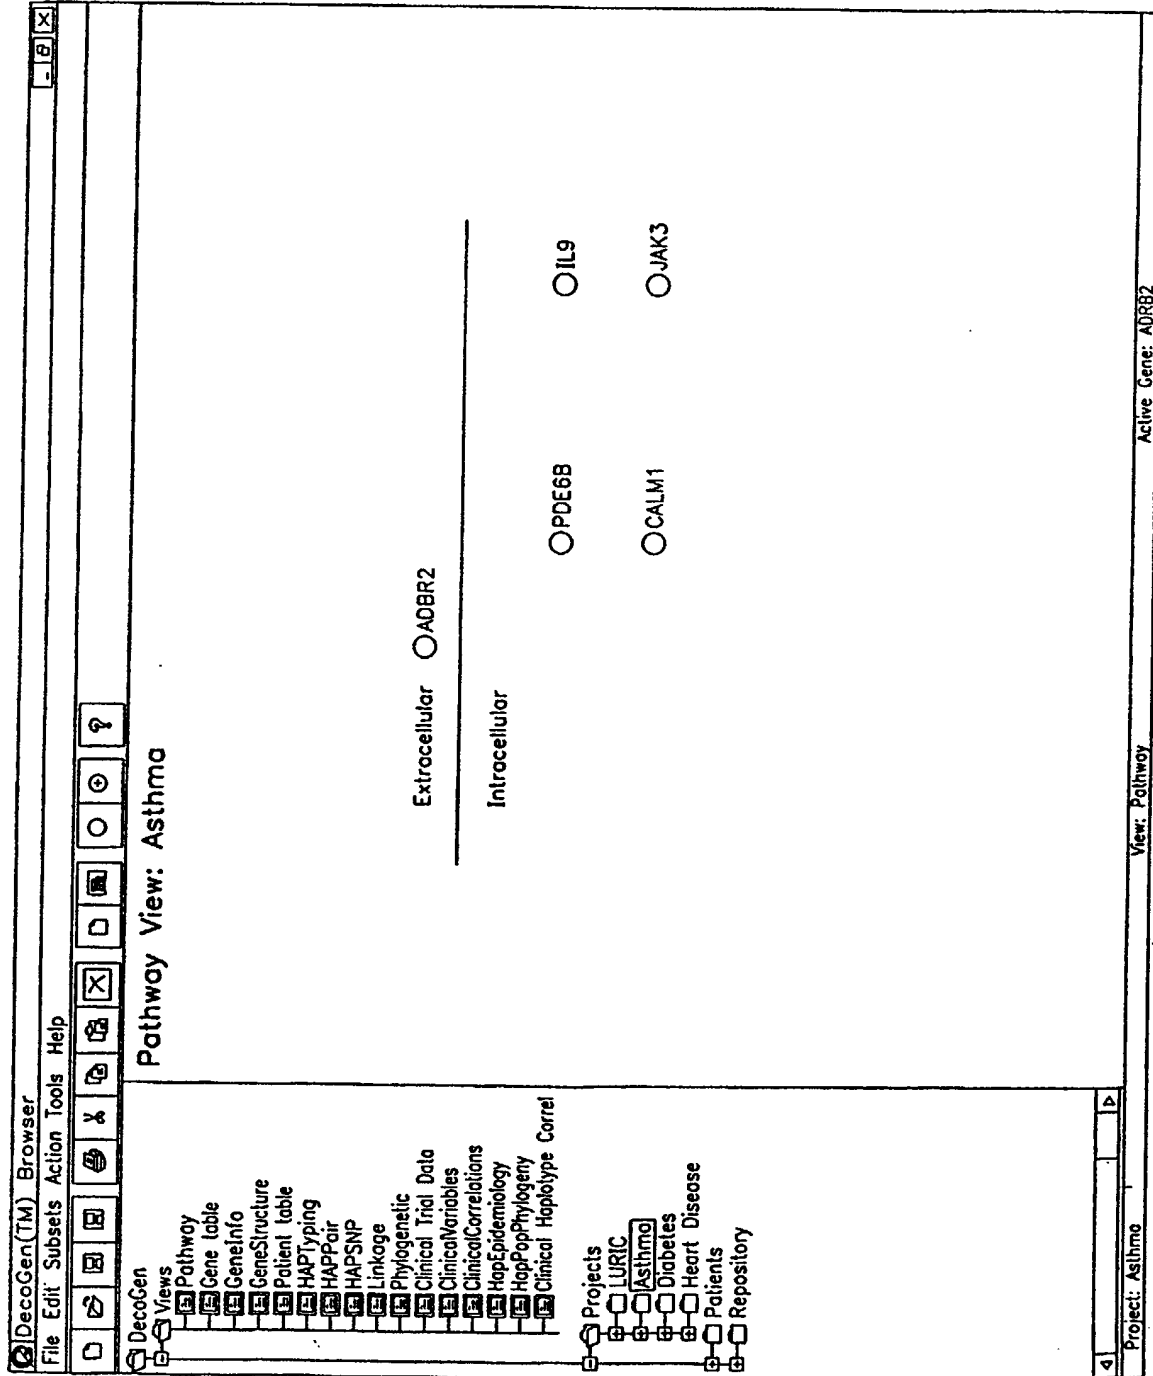 DecoGen(TM) Browser
File Edit Subsets Action Tools Help
DecoGen
Views
Pathway
Gene table
GeneInfo
GeneStructure
Patient table
HAPTyping
HAPPair
HAPSNP
Linkage
Phylogenetic
Clinical Trial Data
ClinicalVariables
ClinicalCorrelations
HapEpidemiology
HapPopPhylogeny
Clinical Haplotype Correl
Projects
LURIC
Asthma
Diabetes
Heart Disease
Patients
Repository
Pathway View: Asthma
Extracellular ADBR2
Intracellular
PDE6B IL9
CALM1 JAK3
Project: Asthma View: Pathway Active Gene: ADRB2